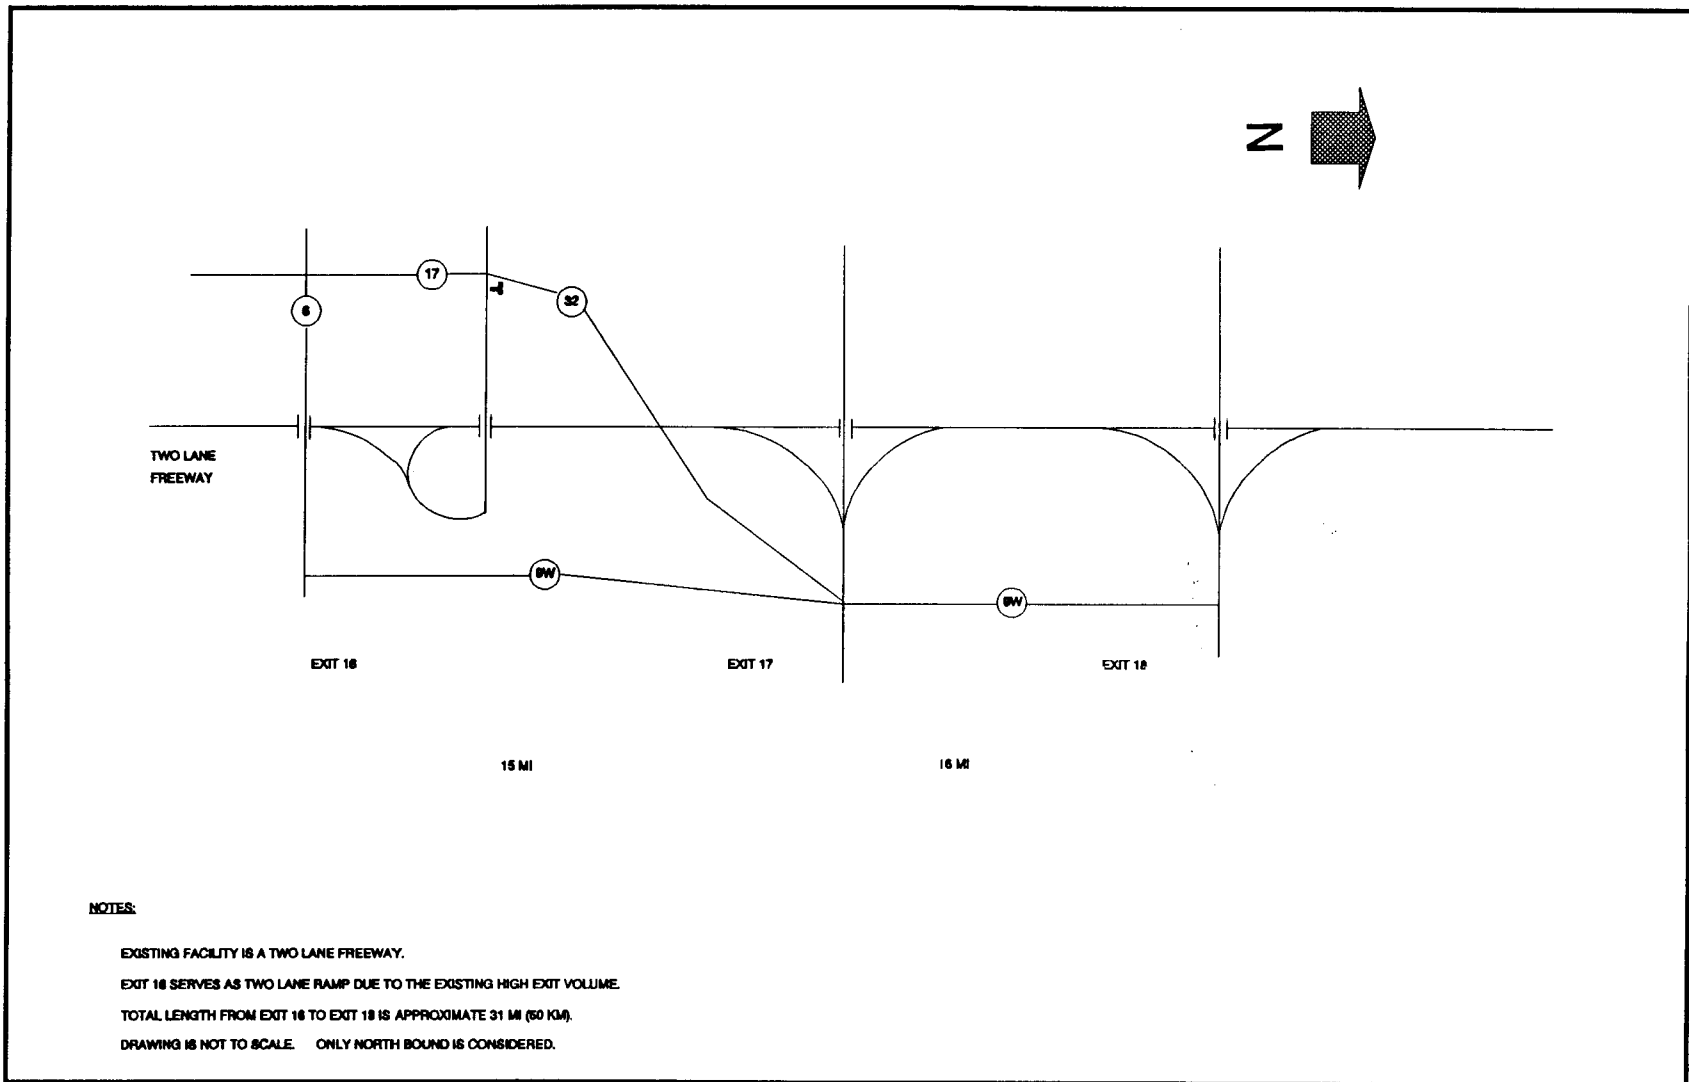 N
17
32
6
TWO LANE
FREEWAY
9W
9W
EXIT 16
EXIT 17
EXIT 18
15 MI
16 MI
NOTES:
EXISTING FACILITY IS A TWO LANE FREEWAY.
EXIT 16 SERVES AS TWO LANE RAMP DUE TO THE EXISTING HIGH EXIT VOLUME.
TOTAL LENGTH FROM EXIT 16 TO EXIT 18 IS APPROXIMATE 31 MI (50 KM).
DRAWING IS NOT TO SCALE. ONLY NORTH BOUND IS CONSIDERED.